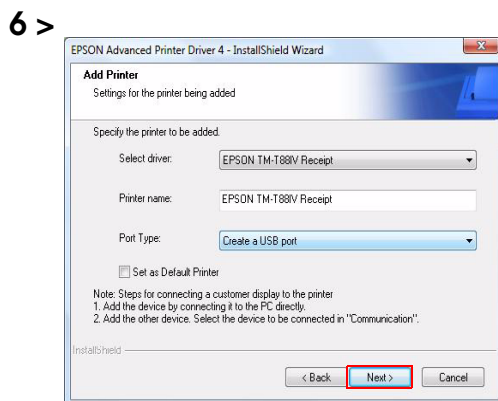 6 >
EPSON Advanced Printer Driver 4 - InstallShield Wizard
Add Printer
Settings for the printer being added
Specify the printer to be added.
Select driver: EPSON TM-T88IV Receipt
Printer name: EPSON TM-T88IV Receipt
Port Type: Create a USB port
Set as Default Printer
Note: Steps for connecting a customer display to the printer
1. Add the device by connecting it to the PC directly.
2. Add the other device. Select the device to be connected in "Communication".
InstallShield
< Back Next > Cancel